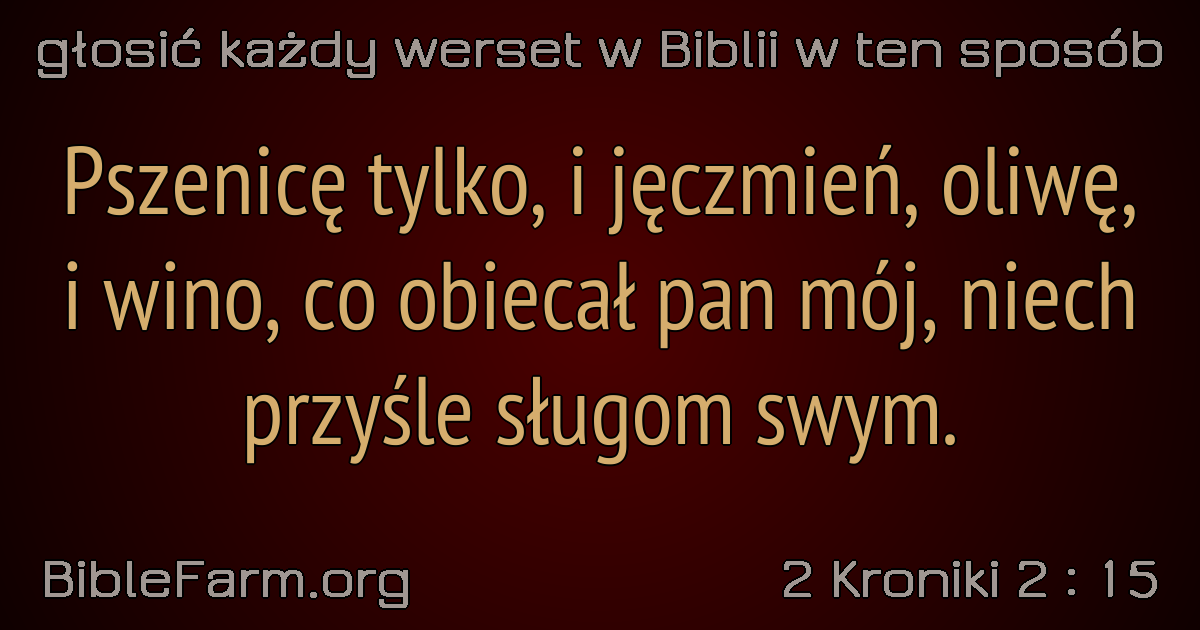 głosić każdy werset w Biblii w ten sposób
Pszenicę tylko, i jęczmień, oliwę,
i wino, co obiecał pan mój, niech
przyśle sługom swym.
BibleFarm.org
2 Kroniki 2 : 15